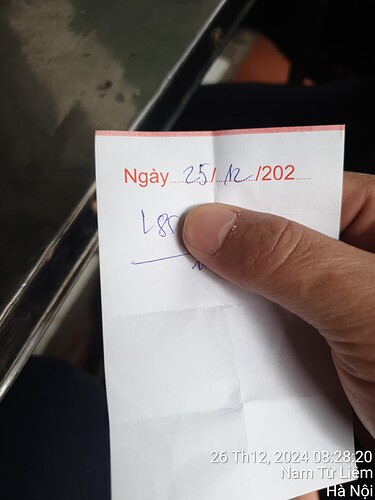 Ngày 25/12/202
26 Th12, 2024 08:28:20
Nam Từ Liêm
Hà Nội